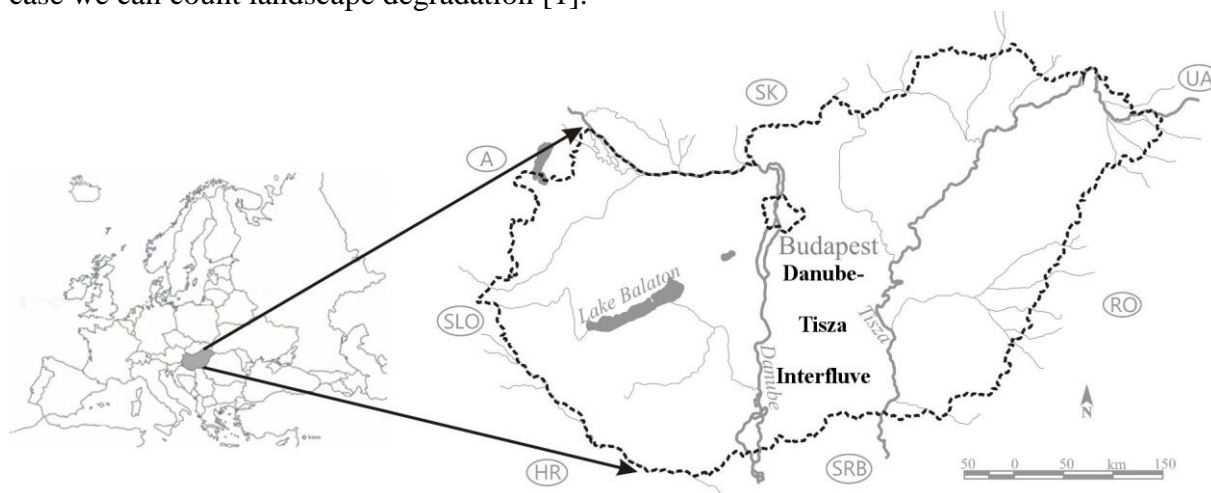 case we can count landscape degradation [1].
SK
UA
A
Budapest
Danube-
Lake Balaton
RO
SLO
Tisza
Tisza
Danube
Interfluve
N
HR
SRB
50 0 50 km 150